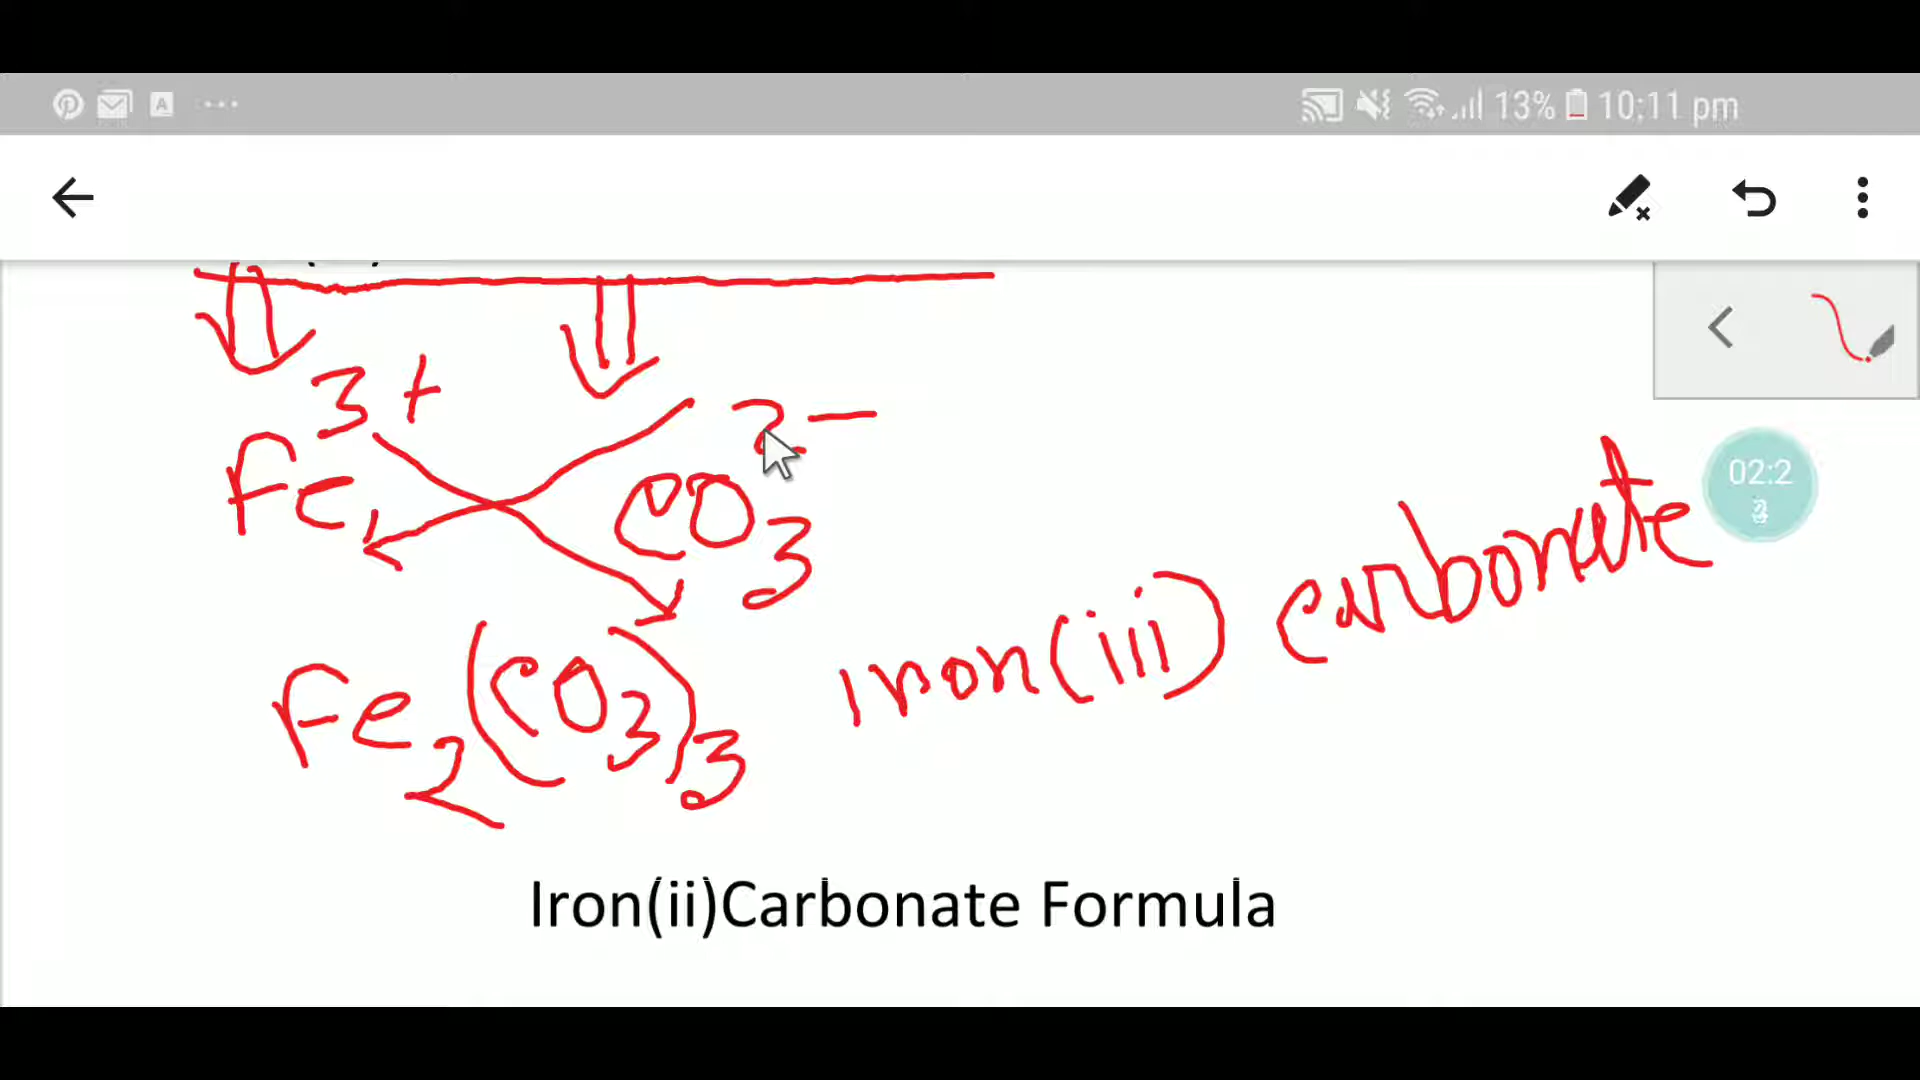 A ... 13% 10:11 pm
3+ 2-
Fe CO3
02:2
Fe2(CO3)3 Iron(iii) carbonate
Iron(ii)Carbonate Formula